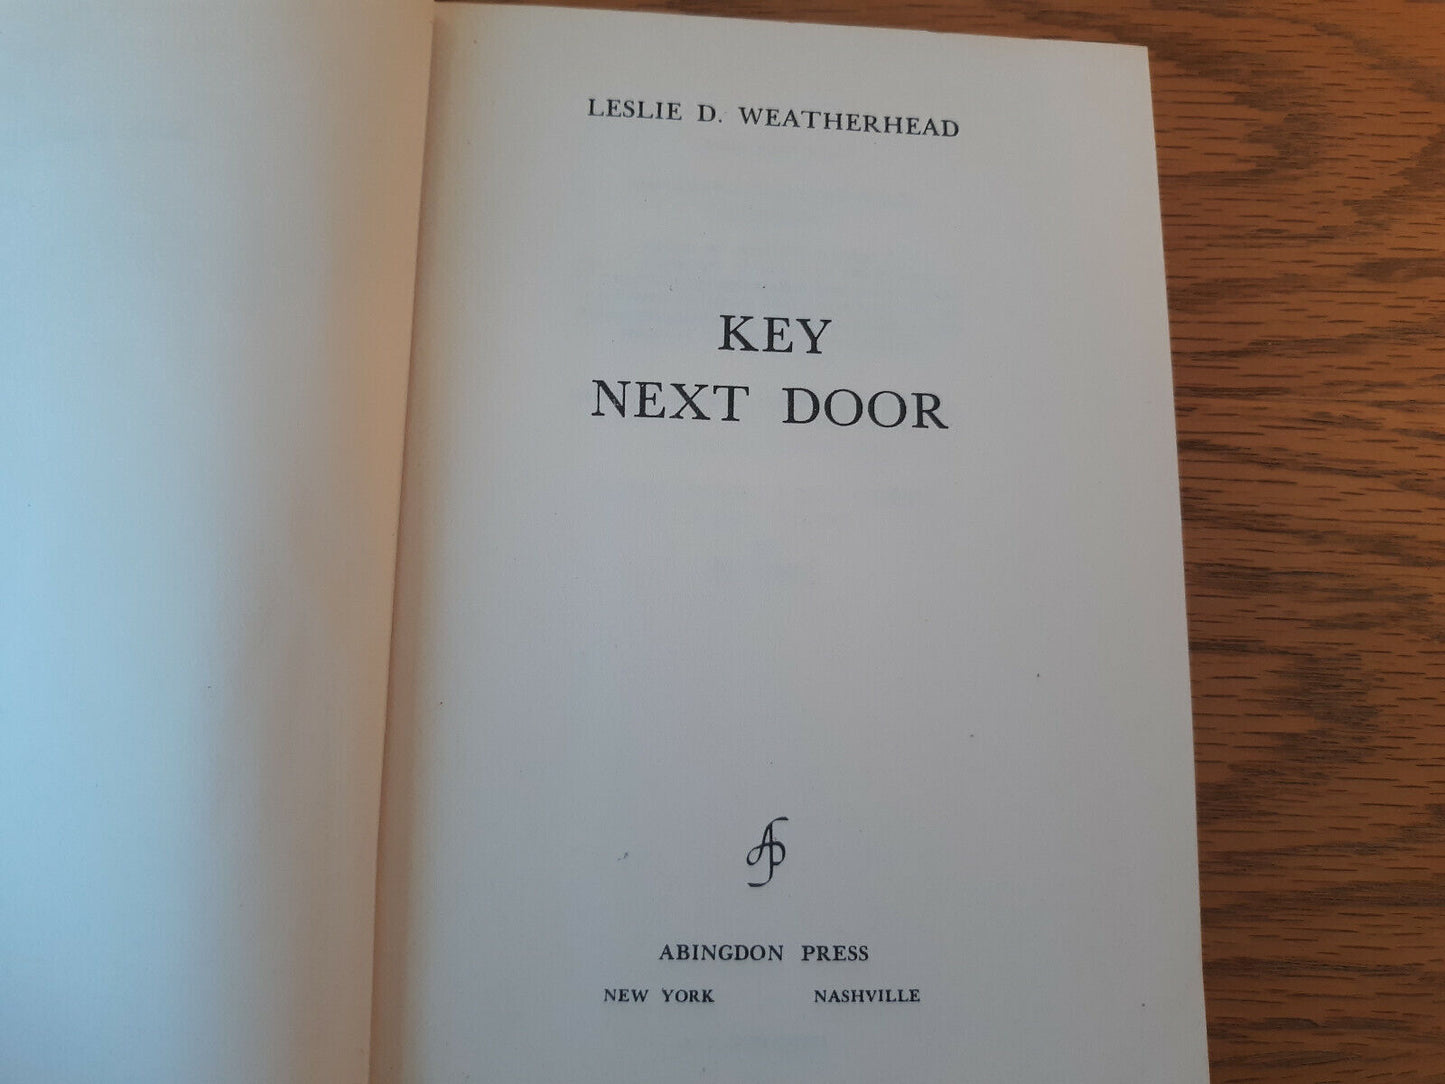 LESLIE D. WEATHERHEAD
KEY
NEXT DOOR
AP
ABINGDON PRESS
NEW YORK NASHVILLE